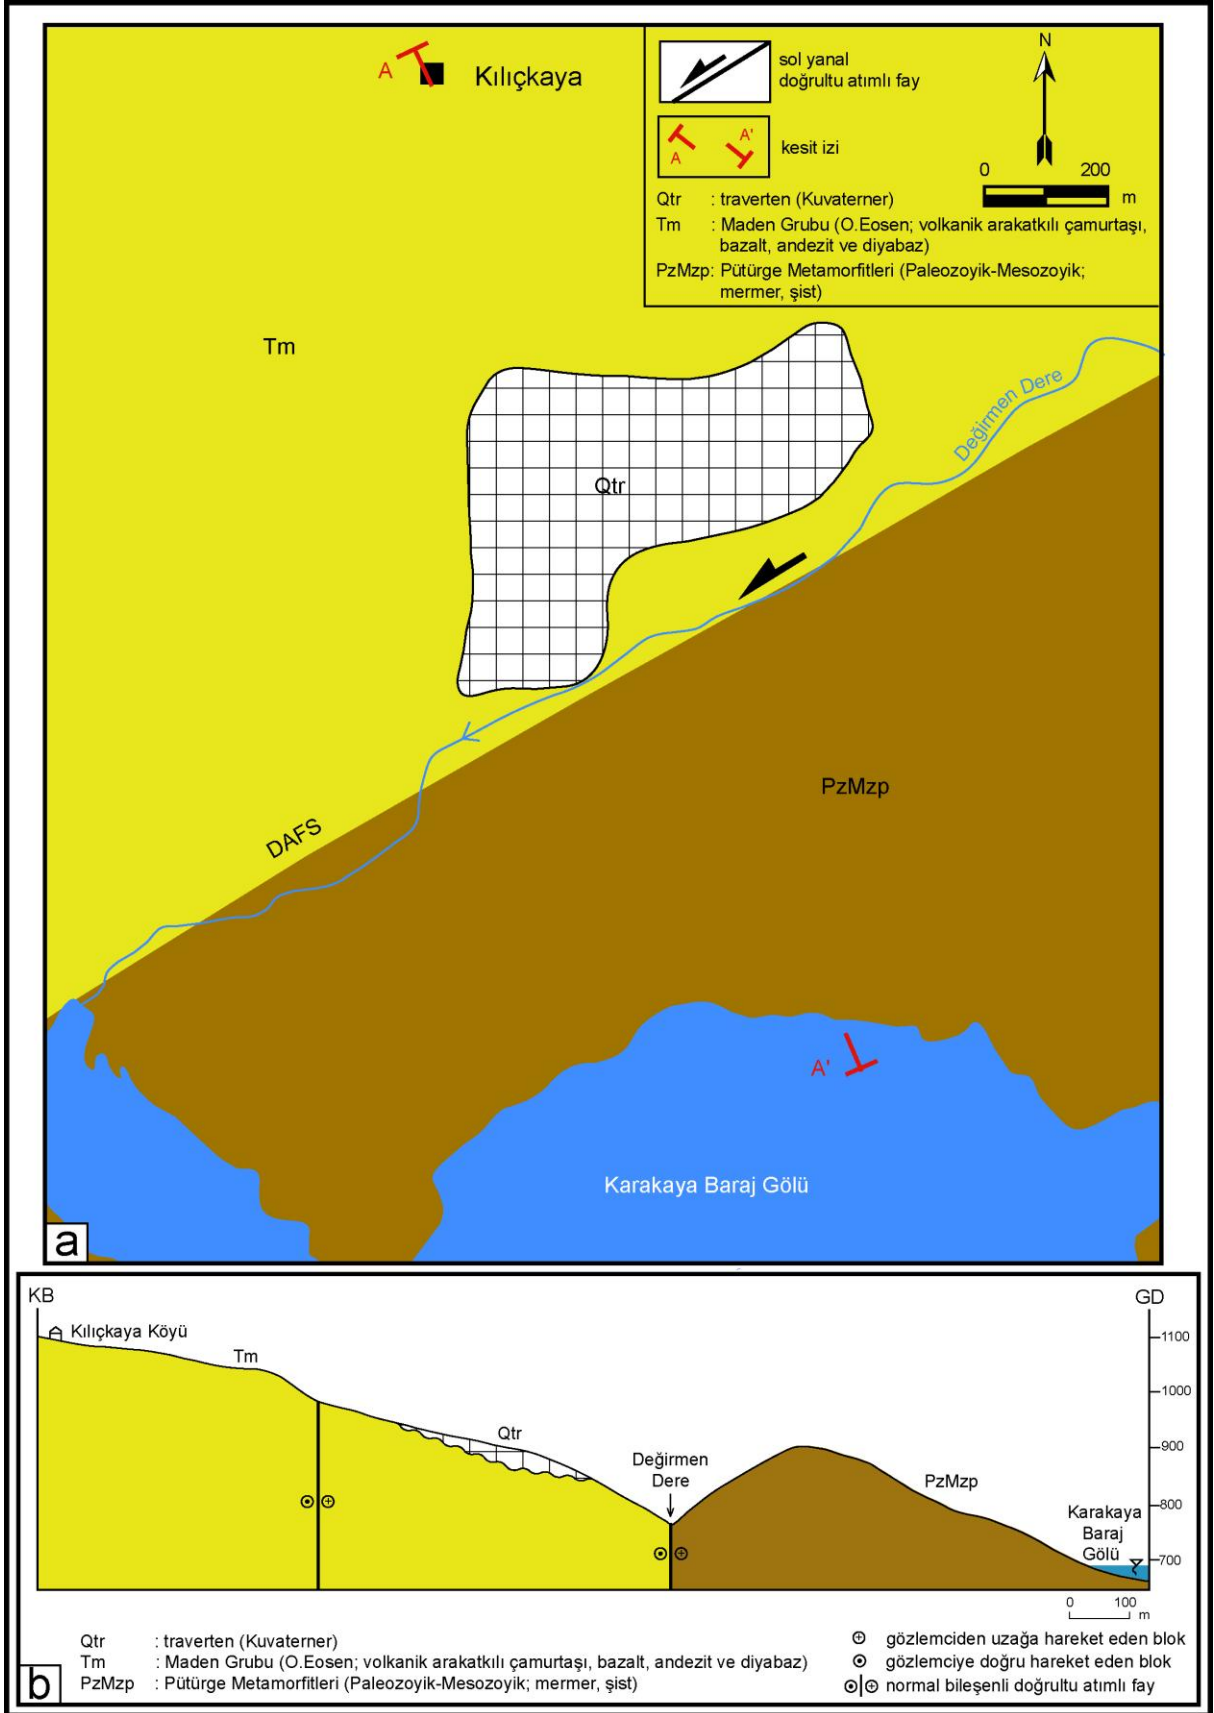 A
Kılıçkaya
sol yanal
doğrultu atımlı fay
N
A
A'
kesit izi
0 200
m
Qtr : traverten (Kuvaterner)
Tm : Maden Grubu (O.Eosen; volkanik arakatkılı çamurtaşı,
bazalt, andezit ve diyabaz)
PzMzp: Pütürge Metamorfitleri (Paleozoyik-Mesozoyik;
mermer, şist)
Tm
Değirmen Dere
Qtr
PzMzp
DAFS
A'
Karakaya Baraj Gölü
a
KB
GD
Kılıçkaya Köyü
Tm
1100
1000
900
800
700
Qtr
Değirmen
Dere
PzMzp
Karakaya
Baraj
Gölü
0 100
m
Qtr : traverten (Kuvaterner)
Tm : Maden Grubu (O.Eosen; volkanik arakatkılı çamurtaşı, bazalt, andezit ve diyabaz)
PzMzp : Pütürge Metamorfitleri (Paleozoyik-Mesozoyik; mermer, şist)
gözlemciden uzağa hareket eden blok
gözlemciye doğru hareket eden blok
normal bileşenli doğrultu atımlı fay
b